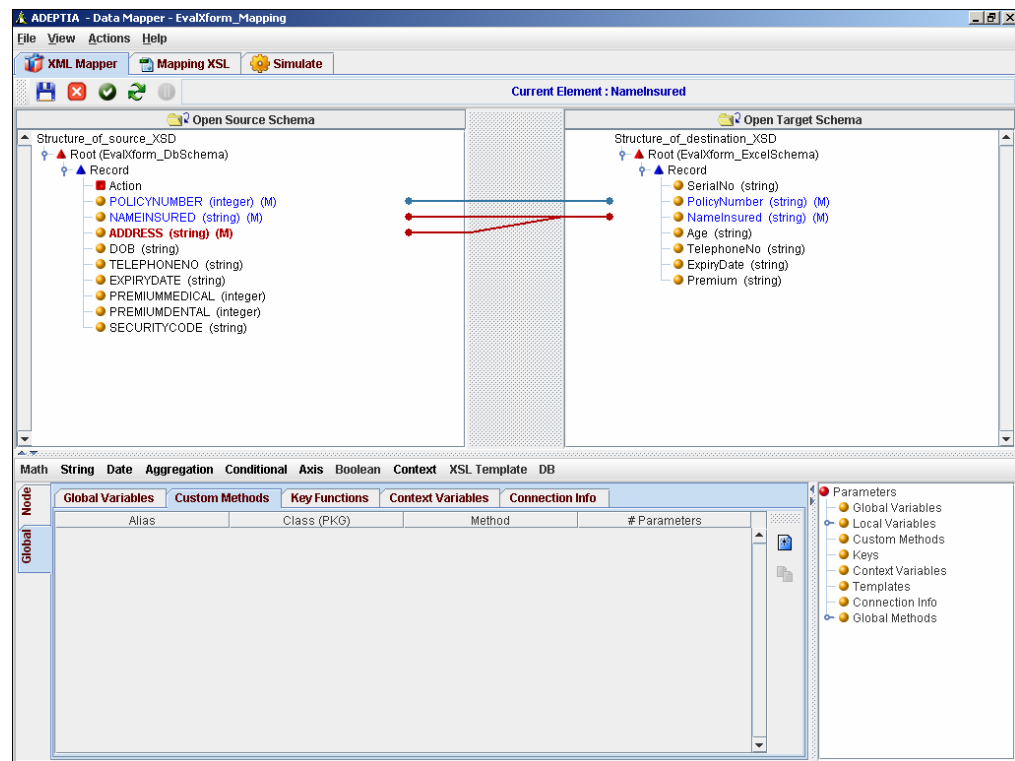 ADEPTIA - Data Mapper - EvalXform_Mapping
File View Actions Help
XML Mapper Mapping XSL Simulate
Current Element : NameInsured
Open Source Schema Open Target Schema
Structure_of_source_XSD Structure_of_destination_XSD
Root (EvalXform_DbSchema) Root (EvalXform_ExcelSchema)
Record Record
Action SerialNo (string)
POLICYNUMBER (integer) (M) PolicyNumber (string) (M)
NAMEINSURED (string) (M) NameInsured (string) (M)
ADDRESS (string) (M) Age (string)
DOB (string) TelephoneNo (string)
TELEPHONENO (string) ExpiryDate (string)
EXPIRYDATE (string) Premium (string)
PREMIUMMEDICAL (integer)
PREMIUMDENTAL (integer)
SECURITYCODE (string)
Math String Date Aggregation Conditional Axis Boolean Context XSL Template DB
Node
Global
Global Variables Custom Methods Key Functions Context Variables Connection Info
Alias Class (PKG) Method # Parameters
Parameters
Global Variables
Local Variables
Custom Methods
Keys
Context Variables
Templates
Connection Info
Global Methods